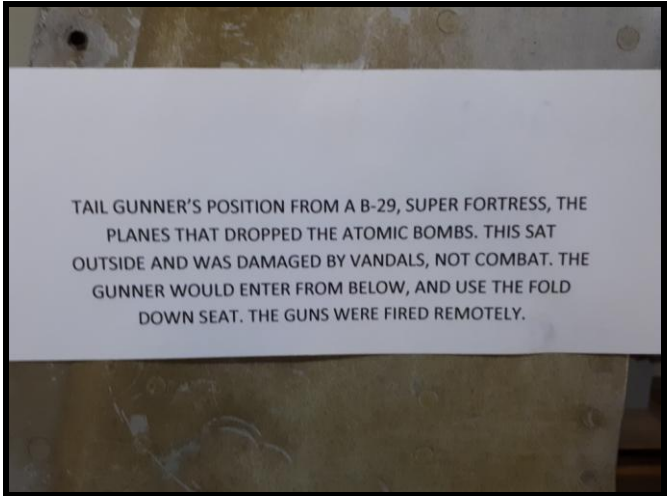 TAIL GUNNER'S POSITION FROM A B-29, SUPER FORTRESS, THE
PLANES THAT DROPPED THE ATOMIC BOMBS. THIS SAT
OUTSIDE AND WAS DAMAGED BY VANDALS, NOT COMBAT. THE
GUNNER WOULD ENTER FROM BELOW, AND USE THE FOLD
DOWN SEAT. THE GUNS WERE FIRED REMOTELY.